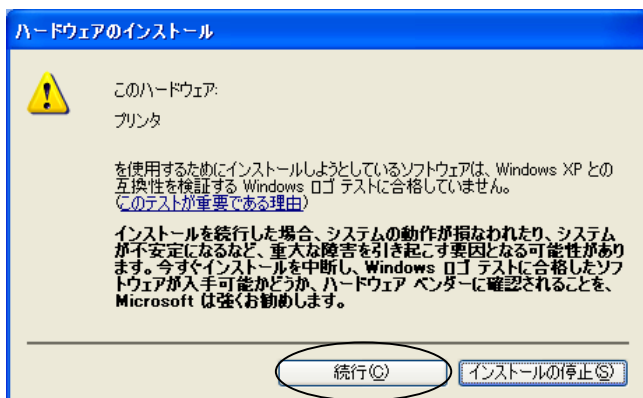 ハードウェアのインストール
このハードウェア:
プリンタ
を使用するためにインストールしようとしているソフトウェアは、Windows XP との
互換性を検証する Windows ロゴ テストに合格していません。
(このテストが重要である理由)
インストールを続行した場合、システムの動作が損なわれたり、システム
が不安定になるなど、重大な障害を引き起こす要因となる可能性があり
ます。今すぐインストールを中断し、Windows ロゴ テストに合格したソフ
トウェアが入手可能かどうか、ハードウェア ベンダーに確認されることを、
Microsoft は強くお勧めします。
続行(C)
インストールの停止(S)